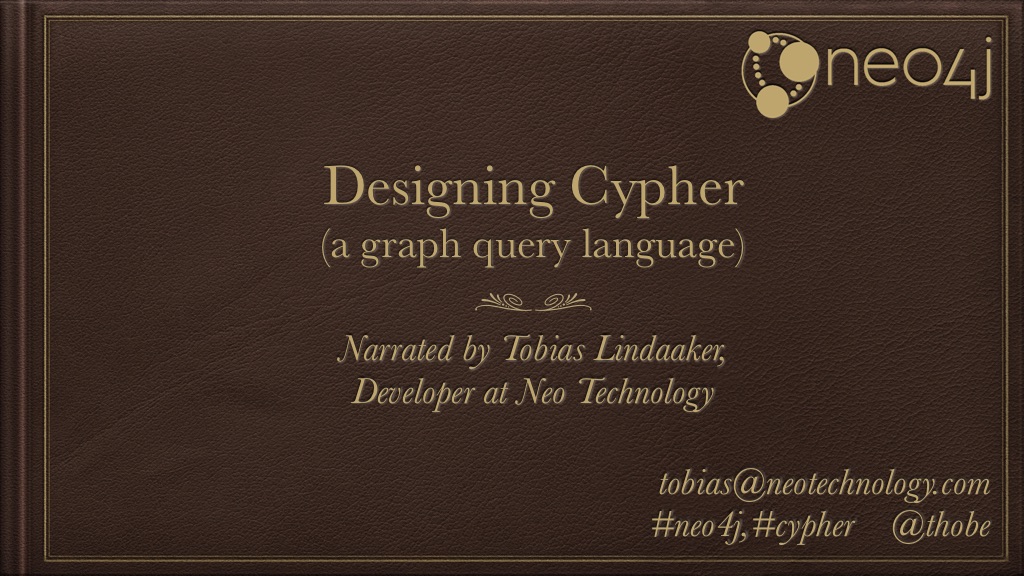 neo4j
Designing Cypher
(a graph query language)
Narrated by Tobias Lindaaker,
Developer at Neo Technology
tobias@neotechnology.com
#neo4j, #cypher @thobe